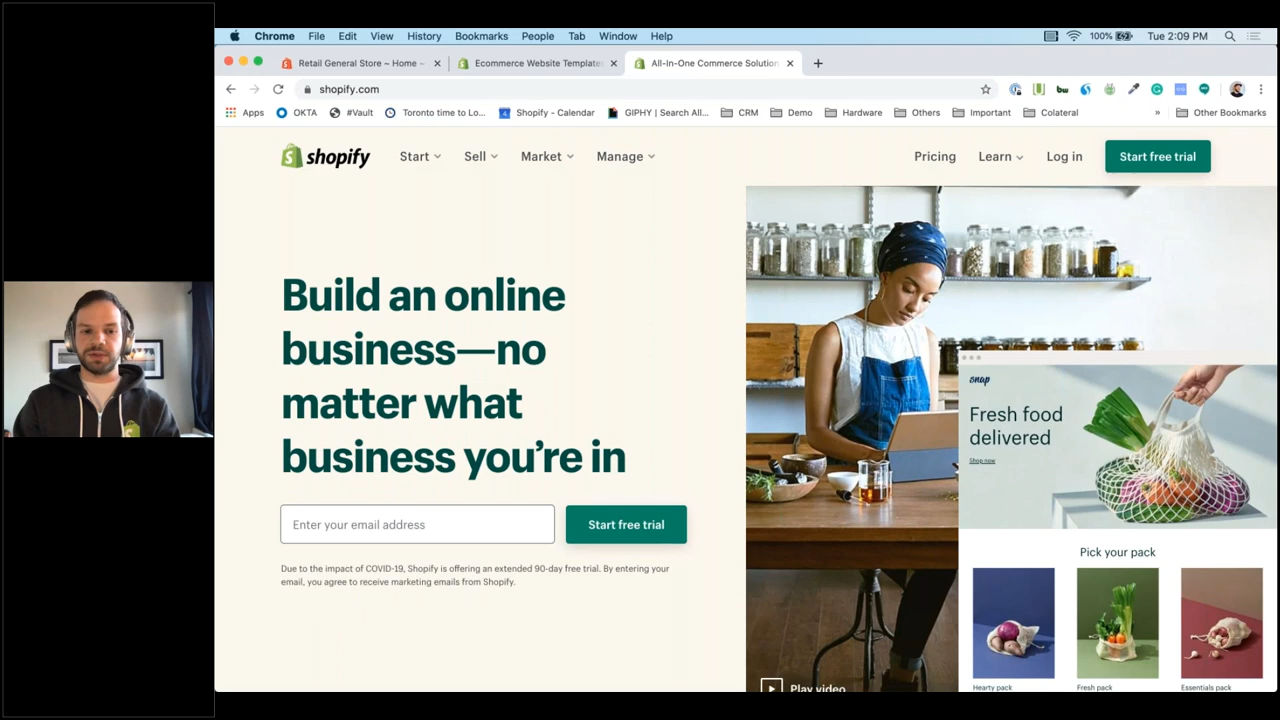 Chrome File Edit View History Bookmarks People Tab Window Help 100% Tue 2:09 PM
Retail General Store ~ Home ~ Ecommerce Website Templates All-In-One Commerce Solution
shopify.com
Apps OKTA #Vault Toronto time to Lo... Shopify - Calendar GIPHY | Search All... CRM Demo Hardware Others Important Colateral » Other Bookmarks
shopify Start Sell Market Manage Pricing Learn Log in Start free trial
Build an online
business—no
matter what
business you’re in
Enter your email address Start free trial
Due to the impact of COVID-19, Shopify is offering an extended 90-day free trial. By entering your
email, you agree to receive marketing emails from Shopify.
snap
Fresh food
delivered
Shop now
Pick your pack
Hearty pack Fresh pack Essentials pack
Play video